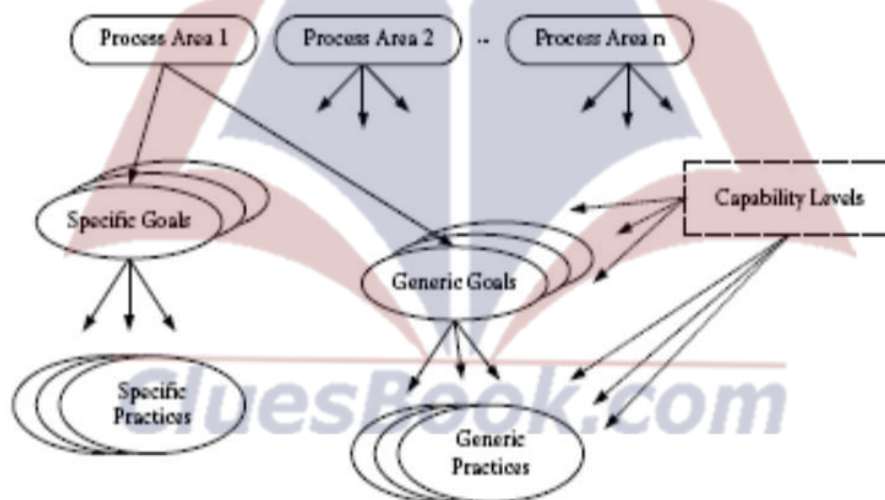 Process Area 1
Process Area 2
..
Process Area n
Capability Levels
Specific Goals
Generic Goals
Specific
Practices
CluesBook.com
Generic
Practices